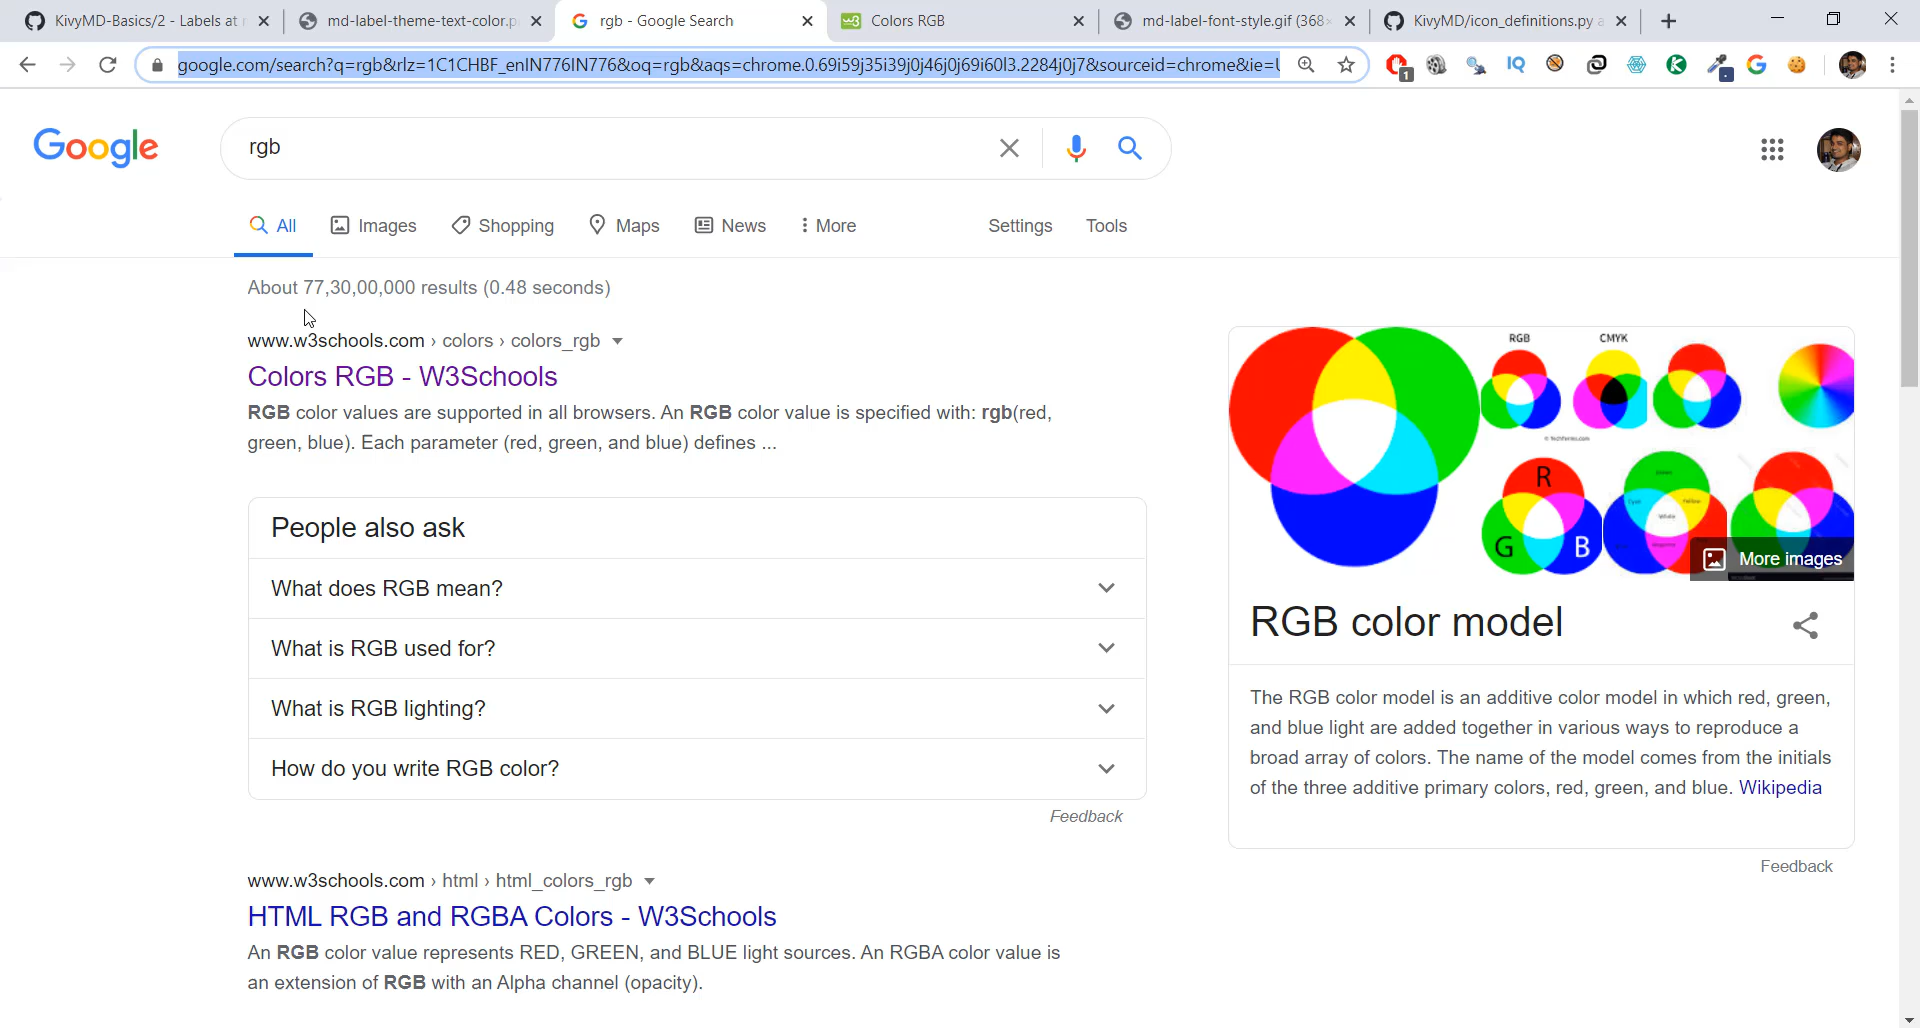 KivyMD-Basics/2 - Labels at
md-label-theme-text-color.p
rgb - Google Search
Colors RGB
md-label-font-style.gif (368×
KivyMD/icon_definitions.py a
google.com/search?q=rgb&rlz=1C1CHBF_enIN776IN776&oq=rgb&aqs=chrome.0.69i59j35i39j0j46j0j69i60l3.2284j0j7&sourceid=chrome&ie=U
1
IQ
Google
rgb
All
Images
Shopping
Maps
News
More
Settings
Tools
About 77,30,00,000 results (0.48 seconds)
www.w3schools.com › colors › colors_rgb
Colors RGB - W3Schools
RGB color values are supported in all browsers. An RGB color value is specified with: rgb(red,
green, blue). Each parameter (red, green, and blue) defines ...
People also ask
What does RGB mean?
What is RGB used for?
What is RGB lighting?
How do you write RGB color?
Feedback
www.w3schools.com › html › html_colors_rgb
HTML RGB and RGBA Colors - W3Schools
An RGB color value represents RED, GREEN, and BLUE light sources. An RGBA color value is
an extension of RGB with an Alpha channel (opacity).
RGB
CMYK
R
G
B
White
More images
RGB color model
The RGB color model is an additive color model in which red, green,
and blue light are added together in various ways to reproduce a
broad array of colors. The name of the model comes from the initials
of the three additive primary colors, red, green, and blue. Wikipedia
Feedback